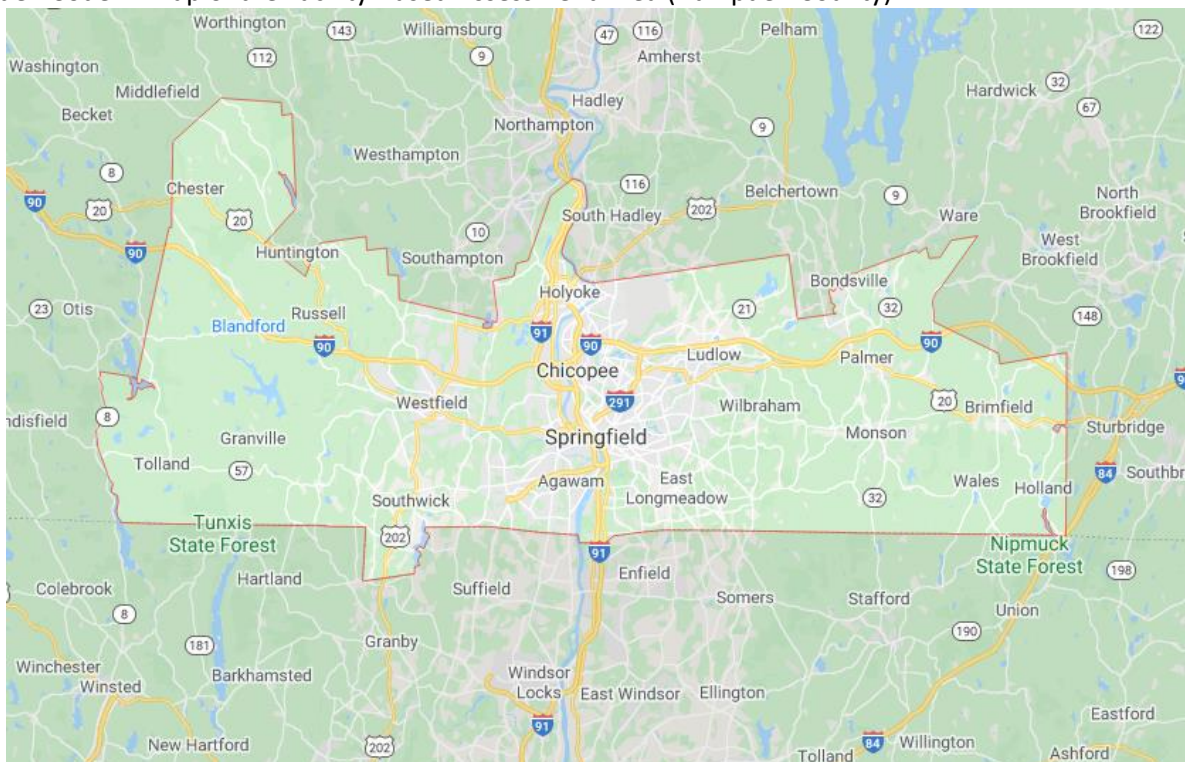 Worthington
143
Williamsburg
47
116
Pelham
122
112
9
Amherst
Washington
Middlefield
Hadley
Hardwick
32
67
Becket
Northampton
9
Westhampton
8
Chester
116
Belchertown
9
North
Brookfield
90
20
20
South Hadley
202
Ware
10
90
Huntington
Southampton
West
Brookfield
Bondsville
Holyoke
23
Otis
Russell
21
32
148
Blandford
91
90
90
90
Ludlow
Palmer
Chicopee
291
20
Westfield
Wilbraham
Brimfield
8
ndisfield
Sturbridge
Granville
Springfield
Monson
Tolland
57
84
Southbr
Agawam
East
Longmeadow
Wales
Holland
Southwick
32
Tunxis
State Forest
202
91
Nipmuck
State Forest
Hartland
Enfield
198
Colebrook
Suffield
Somers
Stafford
8
Union
181
Granby
190
Winchester
Barkhamsted
Windsor
Locks
Winsted
East Windsor
Ellington
91
Eastford
New Hartford
202
Tolland
84
Willington
Ashford